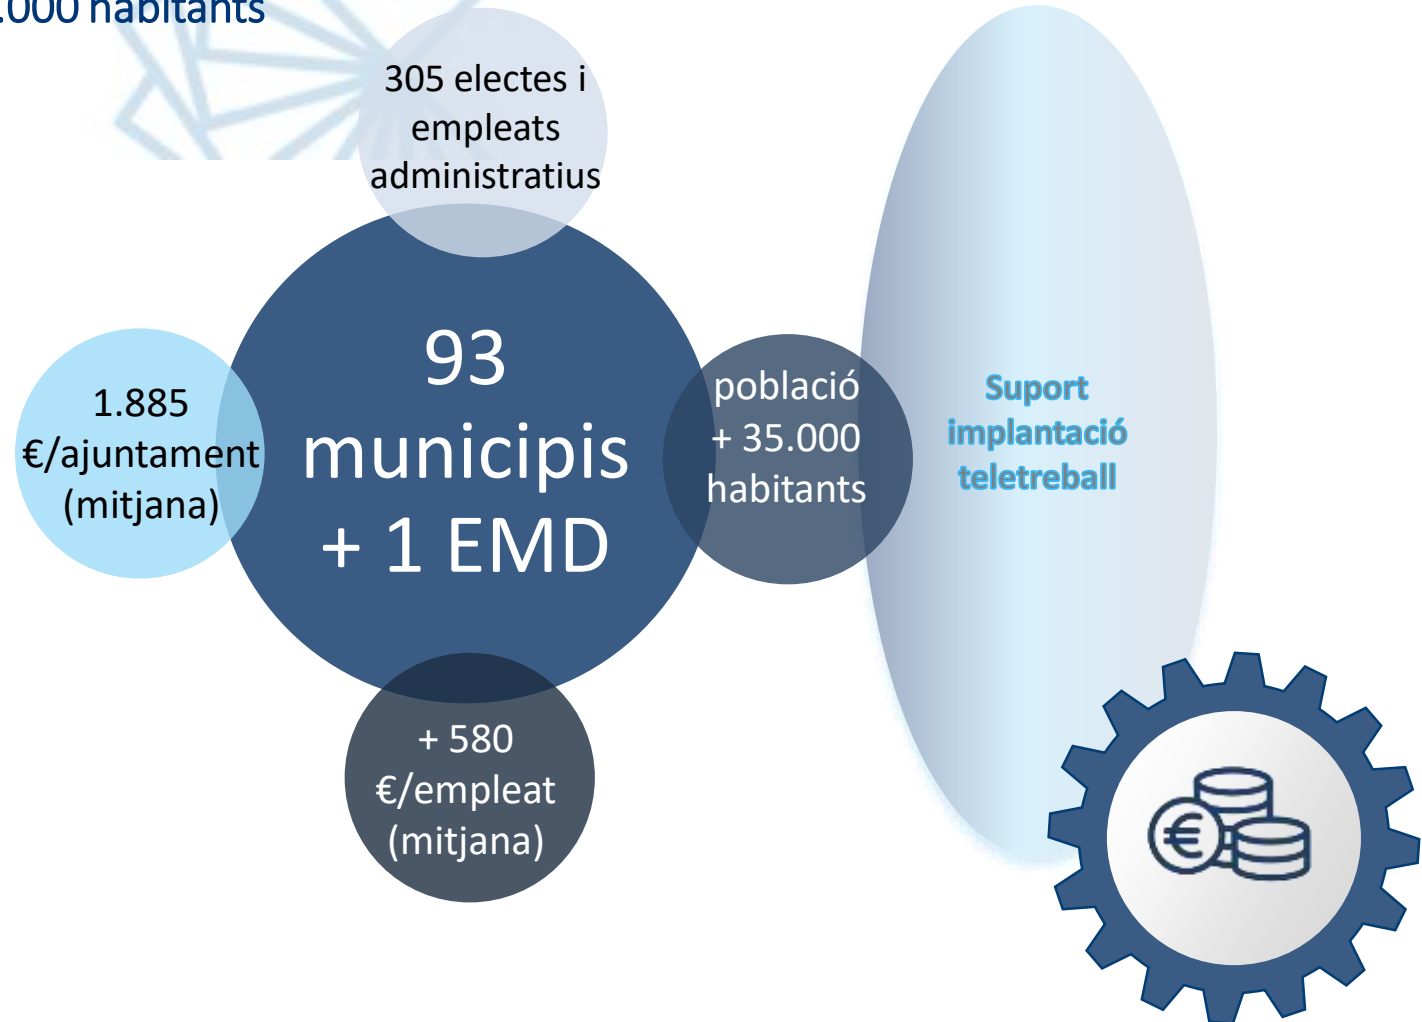 .000 habitants
305 electes i
empleats
administratius
93
municipis
+ 1 EMD
1.885
€/ajuntament
(mitjana)
població
+ 35.000
habitants
+ 580
€/empleat
(mitjana)
Suport
implantació
teletreball
€